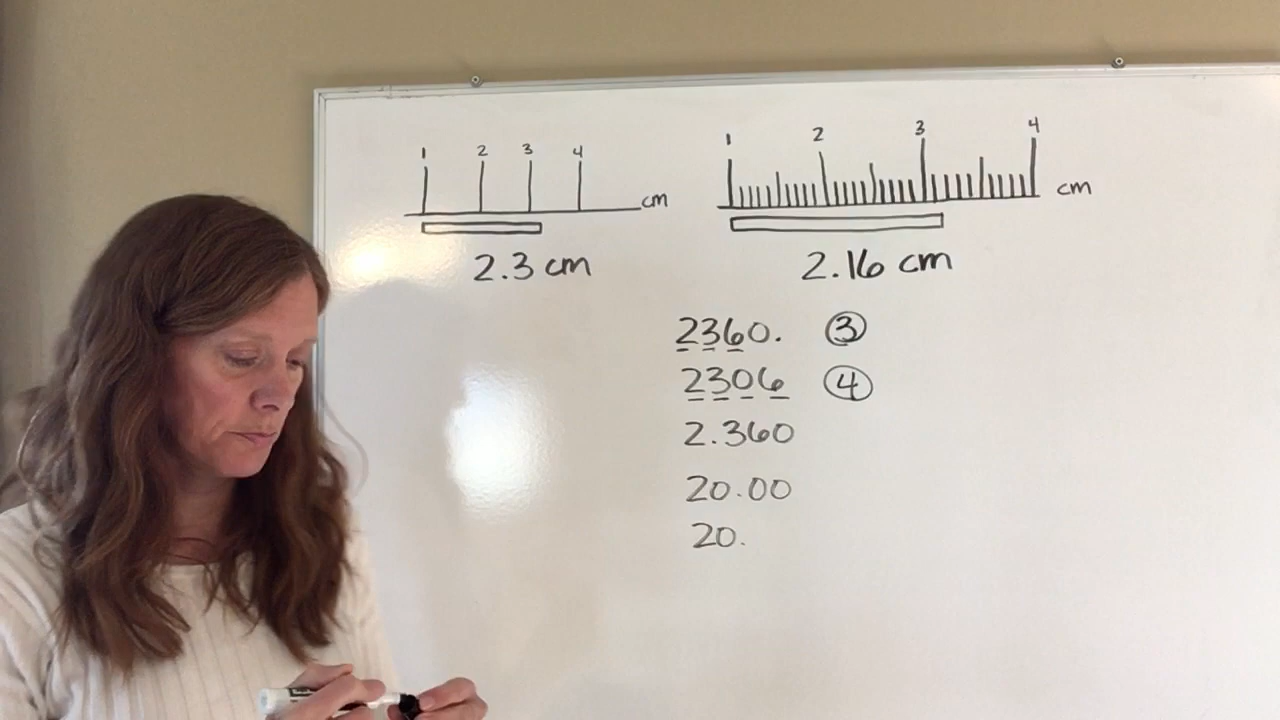 1 2 3 4 cm
2.3 cm
1 2 3 4 cm
2.16 cm
2360. 3
2306 4
2.360
20.00
20.